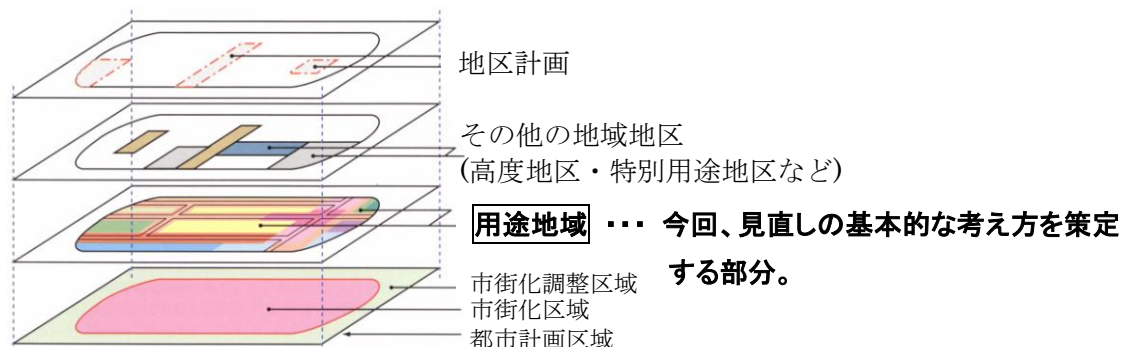 地区計画
その他の地域地区
(高度地区・特別用途地区など)
用途地域 ・・・ 今回、見直しの基本的な考え方を策定
する部分。
市街化調整区域
市街化区域
都市計画区域